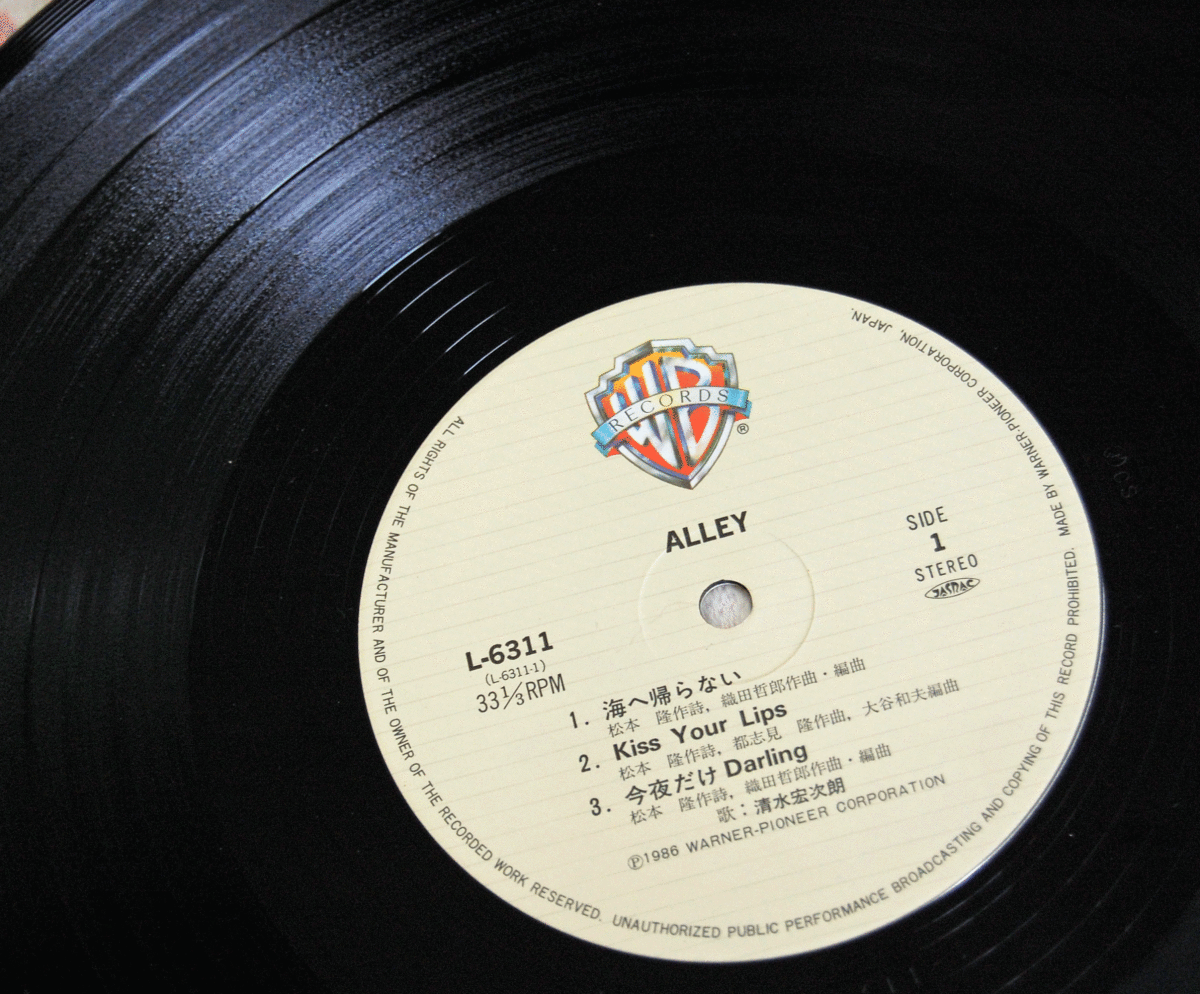 WB
RECORDS
®
ALLEY
SIDE
1
STEREO
JASRAC
L-6311
(L-6311-1)
33 1/3 RPM
1. 海へ帰らない
松本 隆作詩, 織田哲郎作曲・編曲
2. Kiss Your Lips
松本 隆作詩, 都志見 隆作曲, 大谷和夫編曲
3. 今夜だけ Darling
松本 隆作詩, 織田哲郎作曲・編曲
歌:清水宏次朗
Ⓟ1986 WARNER-PIONEER CORPORATION
ALL RIGHTS OF THE MANUFACTURER AND OF THE OWNER OF THE RECORDED WORK RESERVED. UNAUTHORIZED PUBLIC PERFORMANCE BROADCASTING AND COPYING OF THIS RECORD PROHIBITED. MADE BY WARNER-PIONEER CORPORATION, JAPAN.